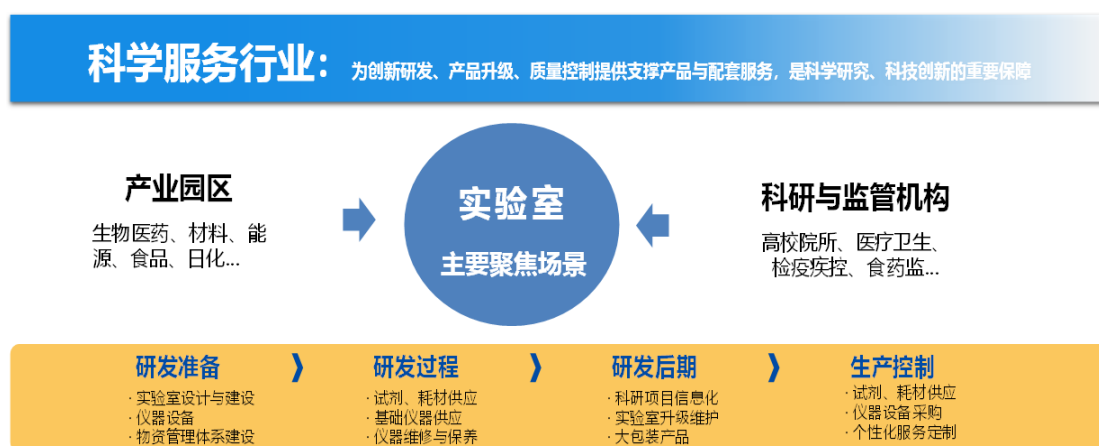 科学服务行业：为创新研发、产品升级、质量控制提供支撑产品与配套服务，是科学研究、科技创新的重要保障
产业园区
生物医药、材料、能
源、食品、日化...
实验室
主要聚焦场景
科研与监管机构
高校院所、医疗卫生、
检疫疾控、食药监...
研发准备
·实验室设计与建设
·仪器设备
·物资管理体系建设
研发过程
·试剂、耗材供应
·基础仪器供应
·仪器维修与保养
研发后期
·科研项目信息化
·实验室升级维护
·大包装产品
生产控制
·试剂、耗材供应
·仪器设备采购
·个性化服务定制